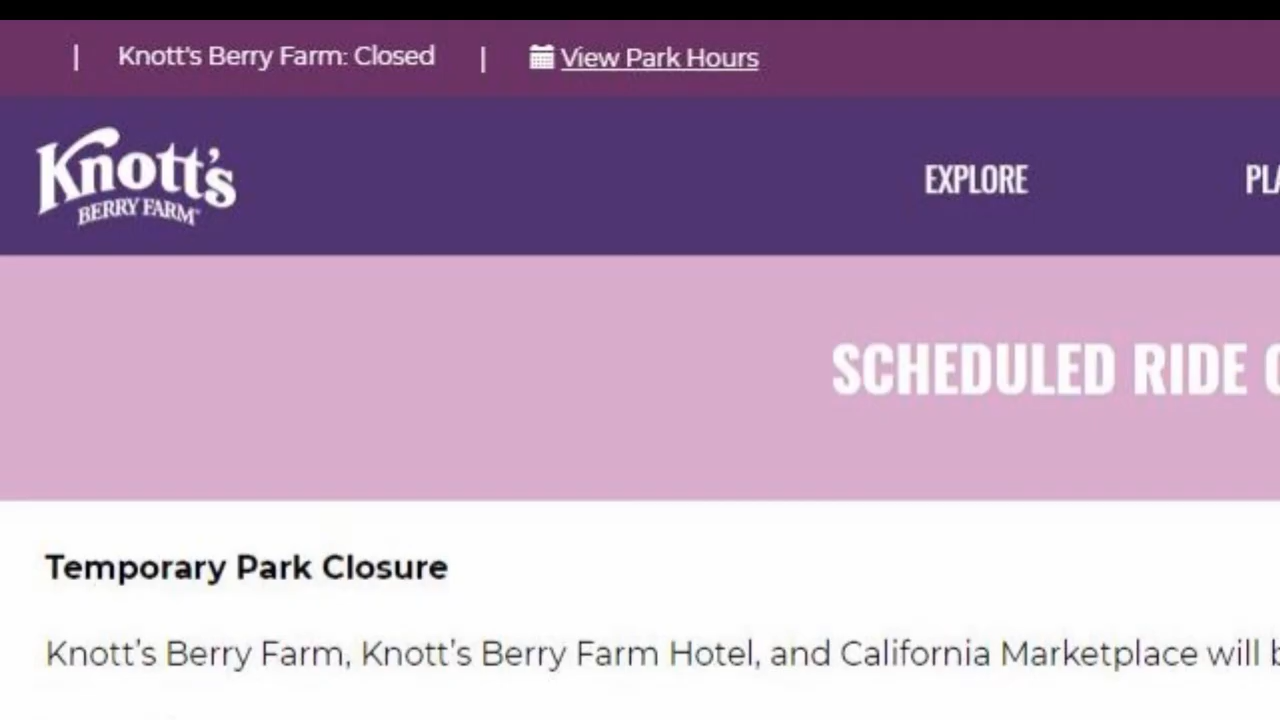 | Knott's Berry Farm: Closed | View Park Hours
Knott's
BERRY FARM
EXPLORE
SCHEDULED RIDE
Temporary Park Closure
Knott's Berry Farm, Knott's Berry Farm Hotel, and California Marketplace will